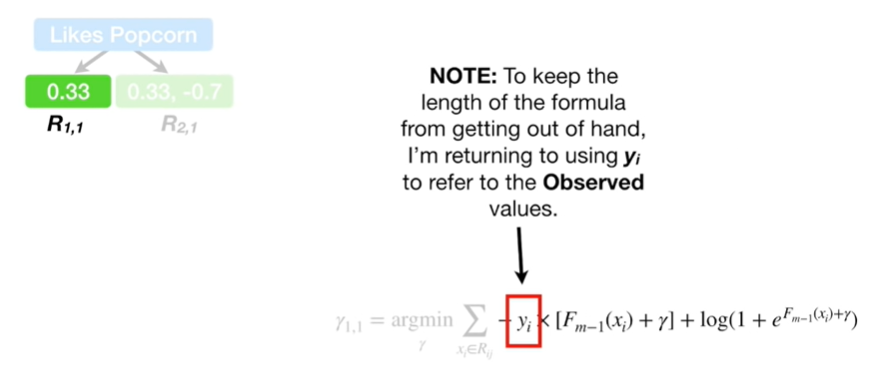 Likes Popcorn
0.33 0.33, -0.7
R1,1 R2,1
NOTE: To keep the
length of the formula
from getting out of hand,
I'm returning to using yi
to refer to the Observed
values.
γ1,1 = argmin ∑ − yi × [Fm−1(xi) + γ] + log(1 + e^Fm−1(xi)+γ)
γ xi∈Rij